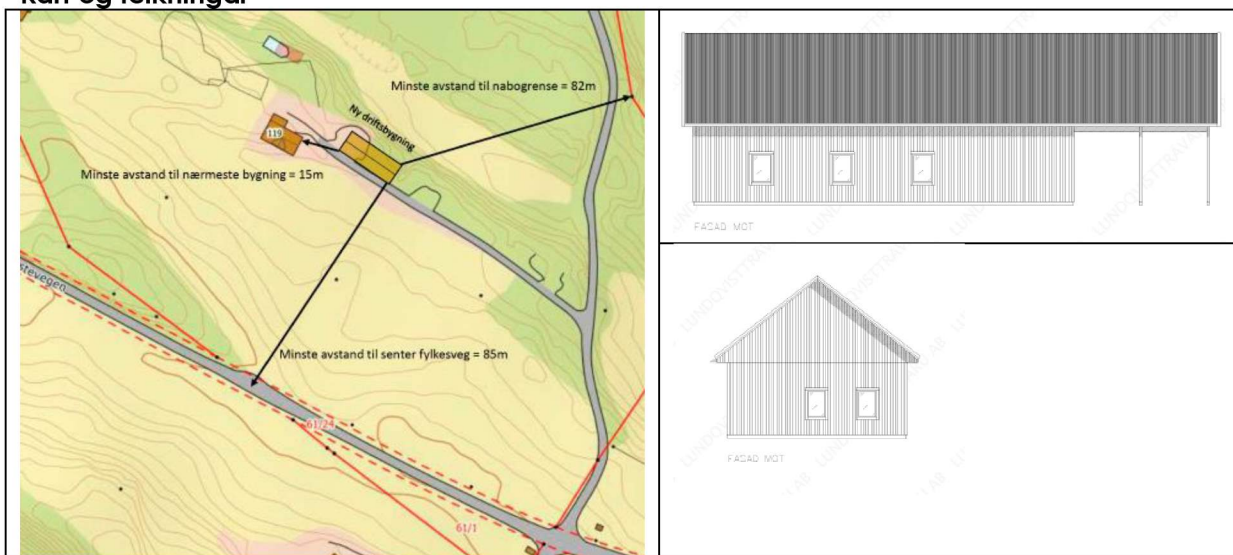 Kart og teikningar
Minste avstand til nabogrense = 82m
Ny driftsbygning
119
Minste avstand til nærmeste bygning = 15m
stevegen
Minste avstand til senter fylkesveg = 85m
61/24
61/1
FASAD MOT
FASAD MOT